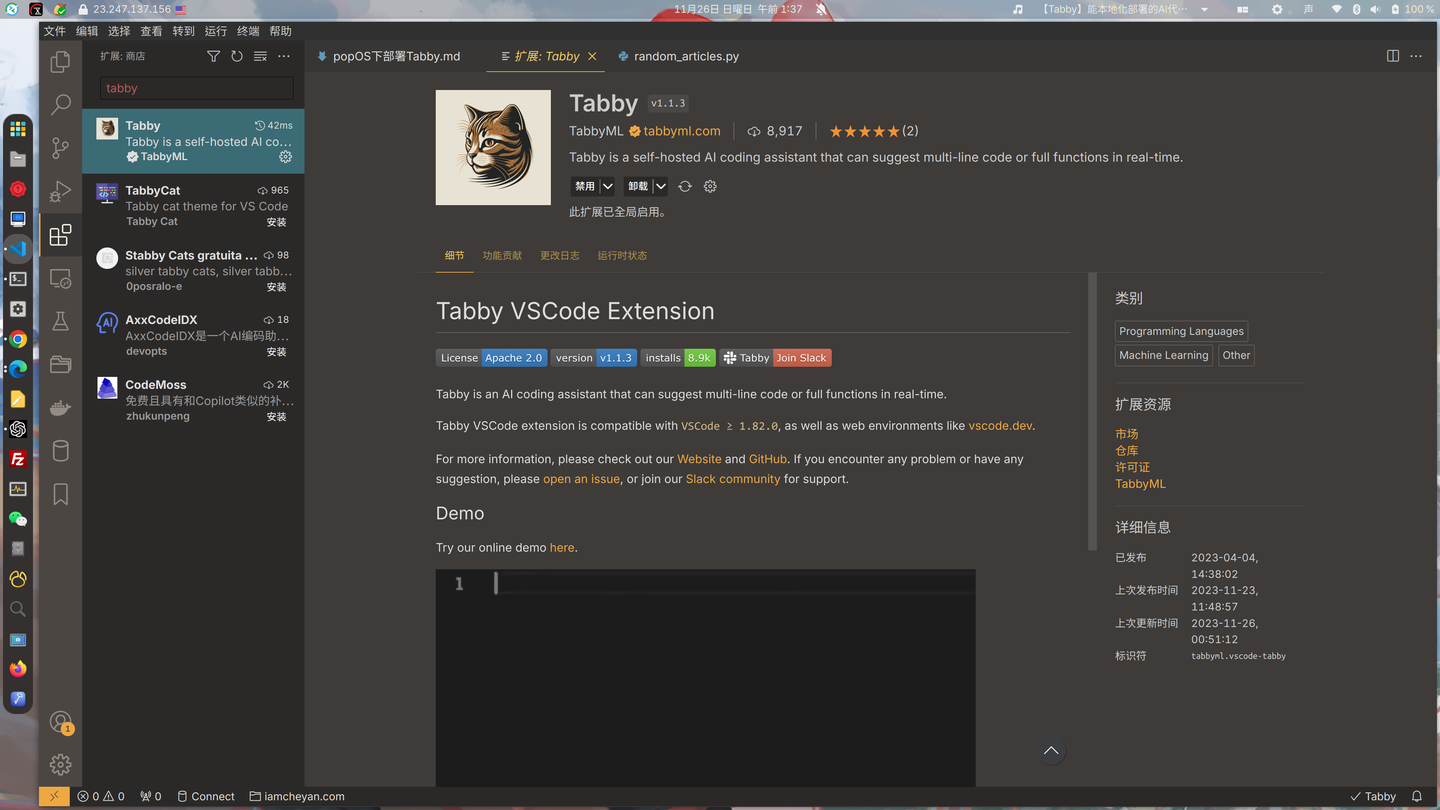 23.247.137.156
11月26日 日曜日 午前 1:37
【Tabby】能本地化部署的AI代…
声
100 %
文件 编辑 选择 查看 转到 运行 终端 帮助
扩展: 商店
tabby
Tabby 42ms
Tabby is a self-hosted AI co…
TabbyML
TabbyCat 965
Tabby cat theme for VS Code
Tabby Cat 安装
Stabby Cats gratuita … 98
silver tabby cats, silver tabb…
0posralo-e 安装
AxxCodeIDX 18
AxxCodeIDX是一个AI编码助…
devopts 安装
CodeMoss 2K
免费且具有和Copilot类似的补…
zhukunpeng 安装
1
popOS下部署Tabby.md
扩展: Tabby
random_articles.py
Tabby v1.1.3
TabbyML tabbyml.com 8,917 (2)
Tabby is a self-hosted AI coding assistant that can suggest multi-line code or full functions in real-time.
禁用 卸载
此扩展已全局启用。
细节 功能贡献 更改日志 运行时状态
Tabby VSCode Extension
License Apache 2.0 version v1.1.3 installs 8.9k Tabby Join Slack
Tabby is an AI coding assistant that can suggest multi-line code or full functions in real-time.
Tabby VSCode extension is compatible with VSCode ≥ 1.82.0, as well as web environments like vscode.dev.
For more information, please check out our Website and GitHub. If you encounter any problem or have any
suggestion, please open an issue, or join our Slack community for support.
Demo
Try our online demo here.
1
类别
Programming Languages
Machine Learning Other
扩展资源
市场
仓库
许可证
TabbyML
详细信息
已发布 2023-04-04,
14:38:02
上次发布时间 2023-11-23,
11:48:57
上次更新时间 2023-11-26,
00:51:12
标识符 tabbyml.vscode-tabby
0 0 0 Connect iamcheyan.com
Tabby